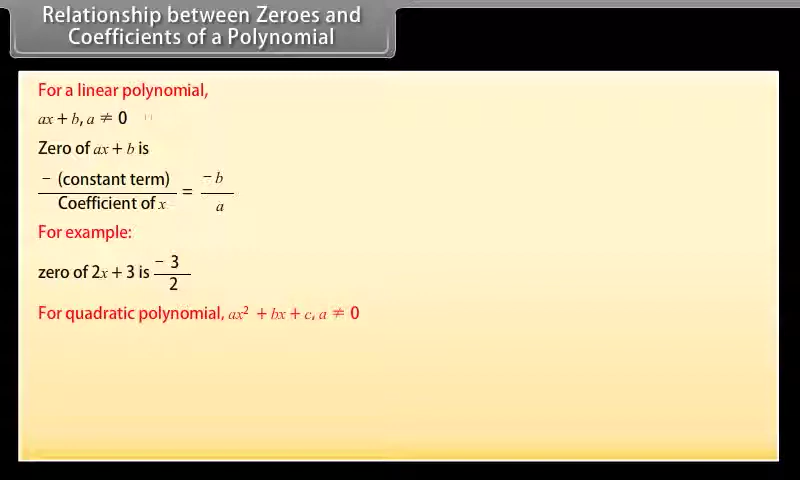 Relationship between Zeroes and
Coefficients of a Polynomial
For a linear polynomial,
ax + b, a ≠ 0
Zero of ax + b is
− (constant term) / Coefficient of x = − b / a
For example:
zero of 2x + 3 is − 3 / 2
For quadratic polynomial, ax² + bx + c, a ≠ 0